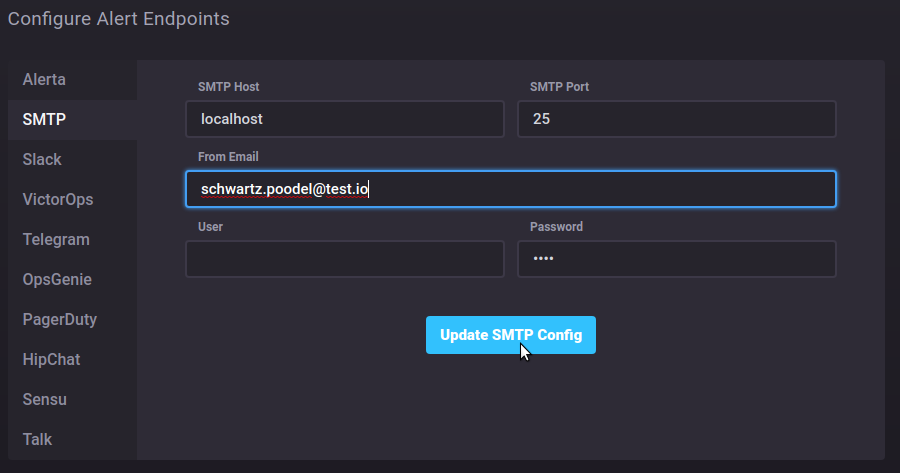 Configure Alert Endpoints
Alerta
SMTP
Slack
VictorOps
Telegram
OpsGenie
PagerDuty
HipChat
Sensu
Talk
SMTP Host
SMTP Port
localhost
25
From Email
schwartz.poodel@test.io
User
Password
••••
Update SMTP Config